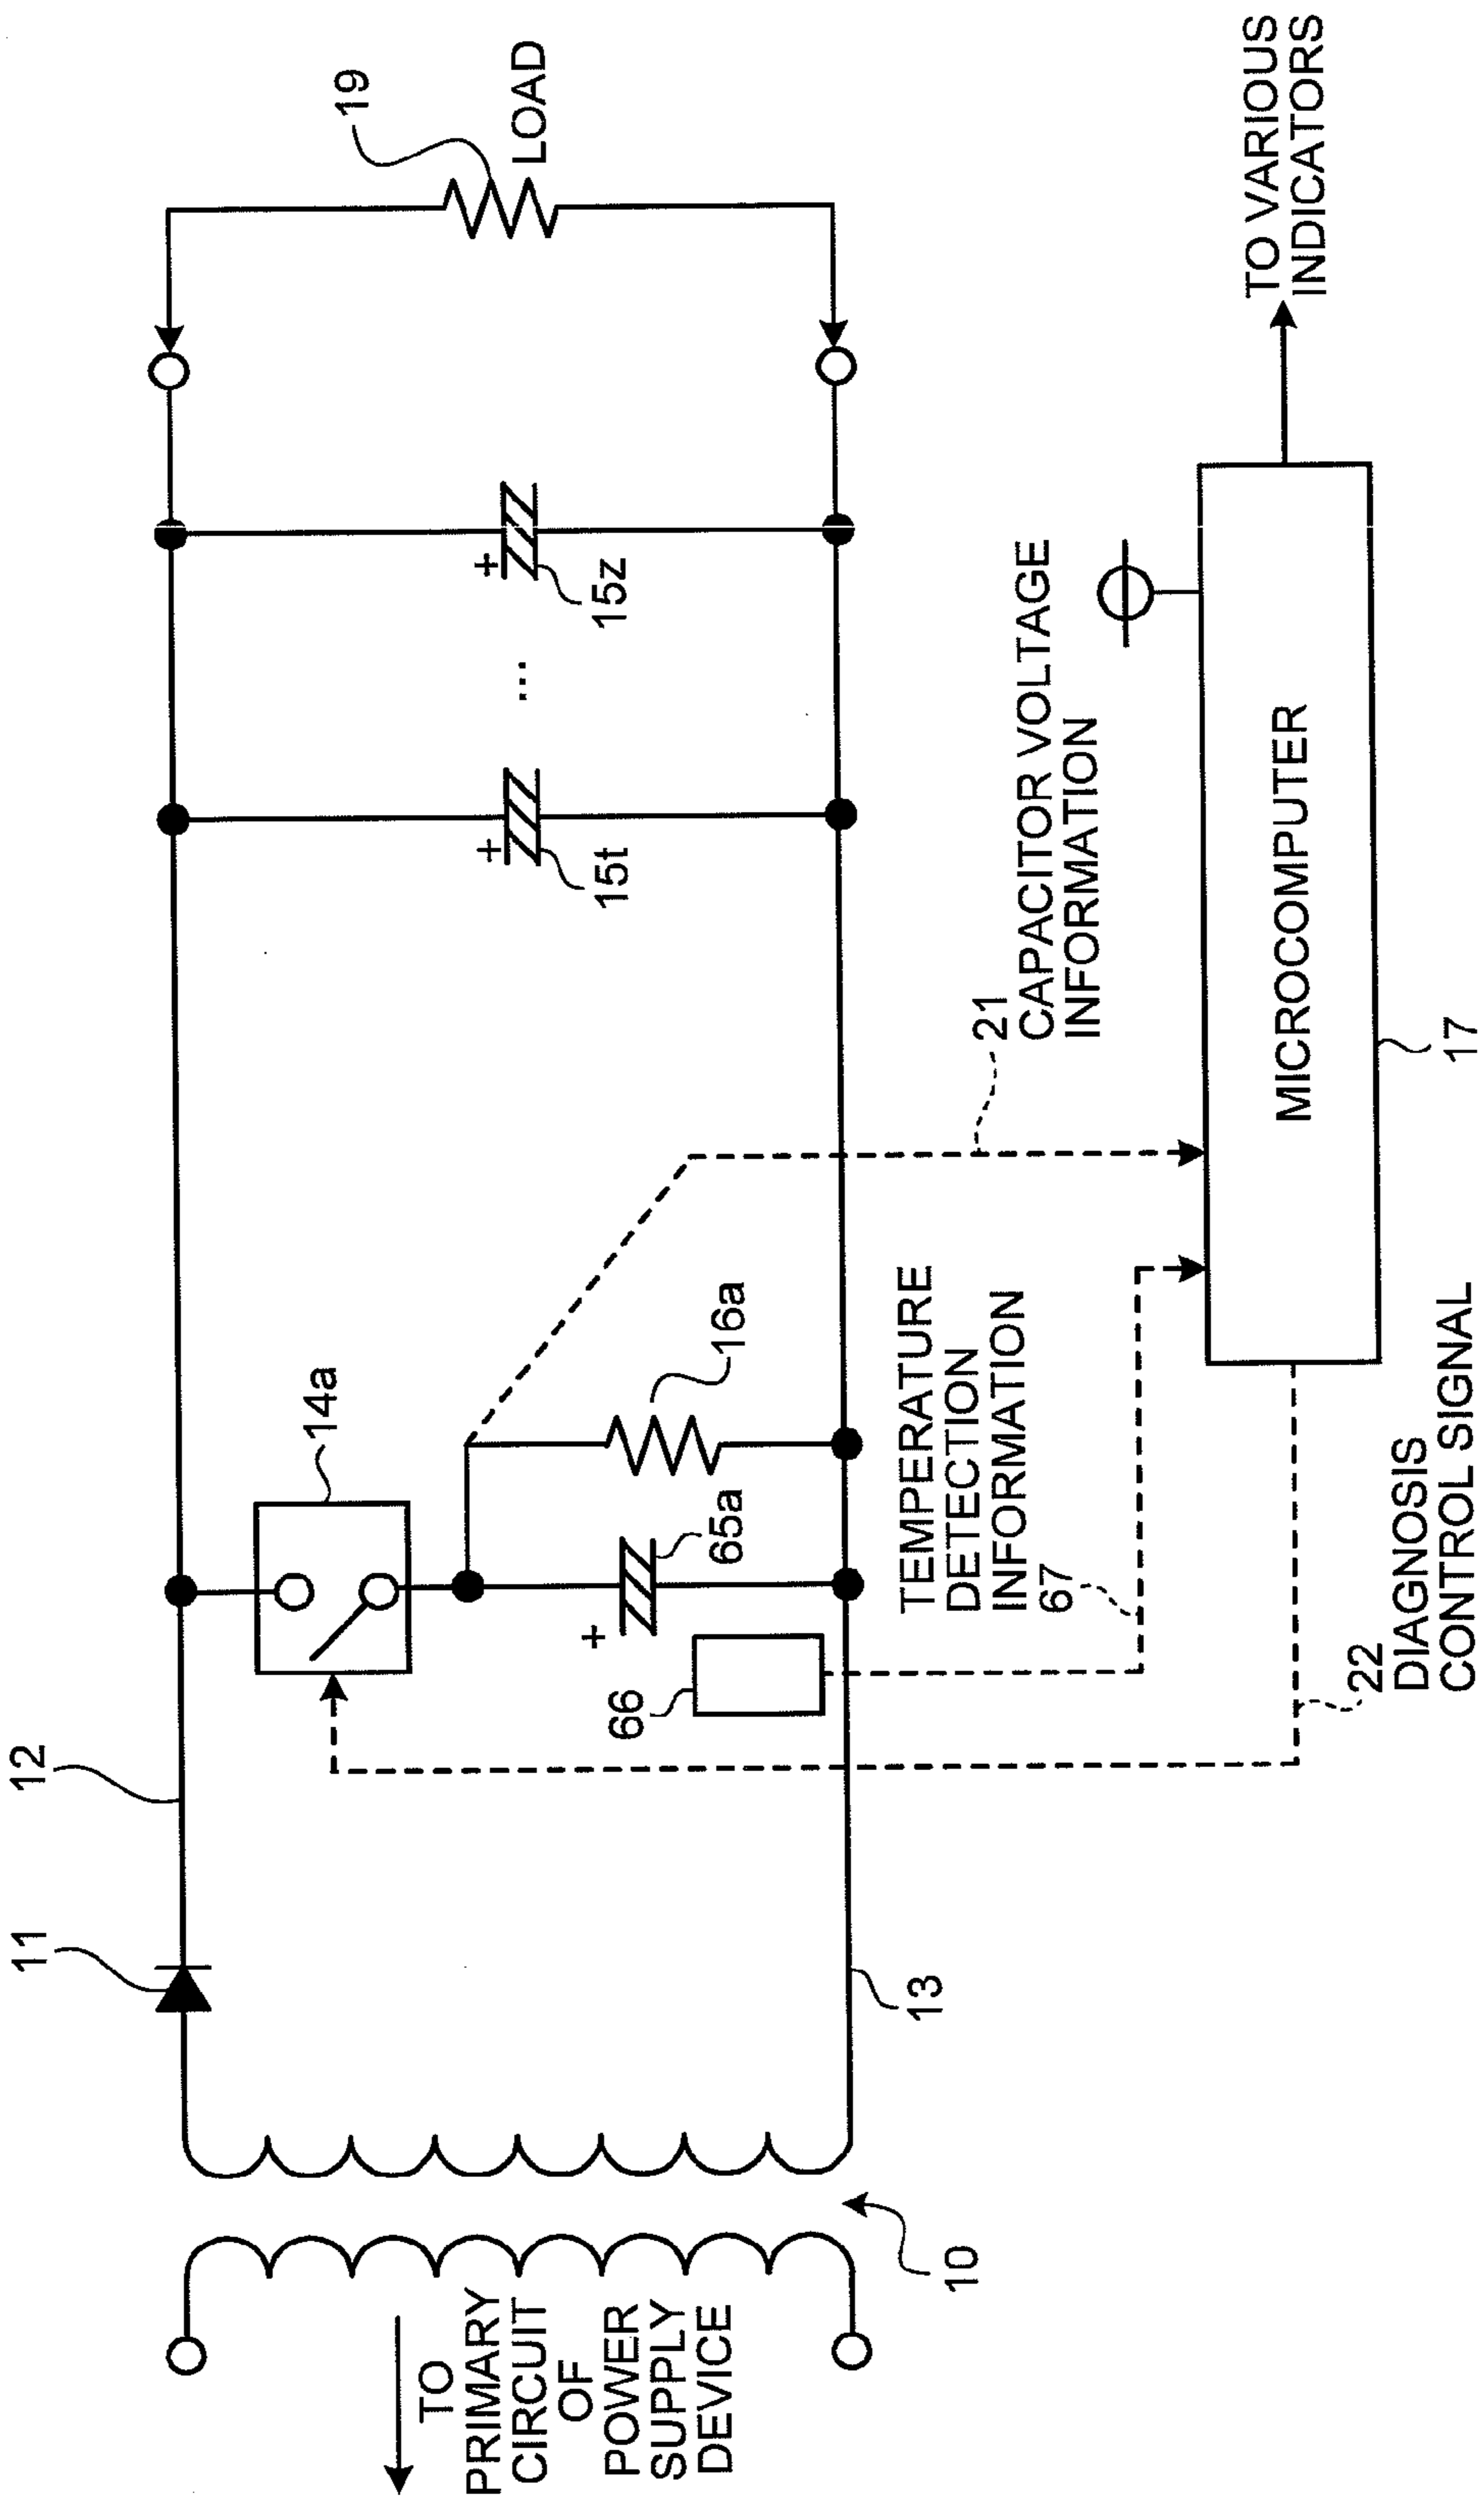 11
12
14a
19
LOAD
+
15t
...
+
15z
+
65a
16a
66
TO
PRIMARY
CIRCUIT
OF
POWER
SUPPLY
DEVICE
10
13
TEMPERATURE
DETECTION
INFORMATION
67
21
CAPACITOR VOLTAGE
INFORMATION
22
DIAGNOSIS
CONTROL SIGNAL
MICROCOMPUTER
17
TO VARIOUS
INDICATORS